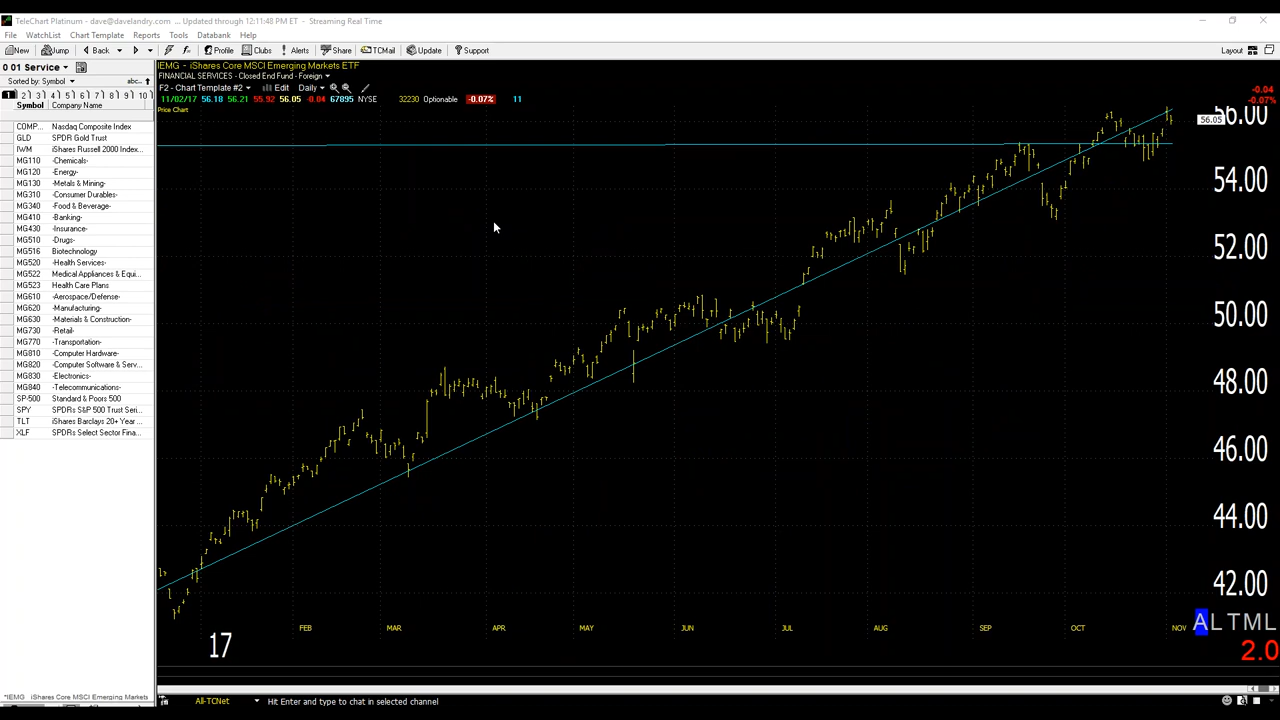 TeleChart Platinum - dave@davelandry.com ... Updated through 12:11:48 PM ET - Streaming Real Time
File WatchList Chart Template Reports Tools Databank Help
New Jump Back Profile Clubs Alerts Share TCMail Update Support Layout
0 01 Service
Sorted by: Symbol abc..
1 2 3 4 5 6 7 8 9 10
Symbol Company Name
COMP... Nasdaq Composite Index
GLD SPDR Gold Trust
IWM iShares Russell 2000 Index...
MG110 -Chemicals-
MG120 -Energy-
MG130 -Metals & Mining-
MG310 -Consumer Durables-
MG340 -Food & Beverage-
MG410 -Banking-
MG430 -Insurance-
MG510 -Drugs-
MG516 Biotechnology
MG520 -Health Services-
MG522 Medical Appliances & Equi...
MG523 Health Care Plans
MG610 -Aerospace/Defense-
MG620 -Manufacturing-
MG630 -Materials & Construction-
MG730 -Retail-
MG770 -Transportation-
MG810 -Computer Hardware-
MG820 -Computer Software & Serv...
MG830 -Electronics-
MG840 -Telecommunications-
SP-500 Standard & Poors 500
SPY SPDRs S&P 500 Trust Seri...
TLT iShares Barclays 20+ Year ...
XLF SPDRs Select Sector Fina...
*IEMG iShares Core MSCI Emerging Markets
IEMG - iShares Core MSCI Emerging Markets ETF
FINANCIAL SERVICES - Closed End Fund - Foreign
F2 - Chart Template #2 Edit Daily
11/02/17 56.18 56.21 55.92 56.05 -0.04 67895 NYSE 32230 Optionable -0.07% 11
Price Chart
-0.04
-0.07%
56.00
56.05
54.00
52.00
50.00
48.00
46.00
44.00
42.00
ALTML
2.0
FEB MAR APR MAY JUN JUL AUG SEP OCT NOV
17
All-TCNet Hit Enter and type to chat in selected channel